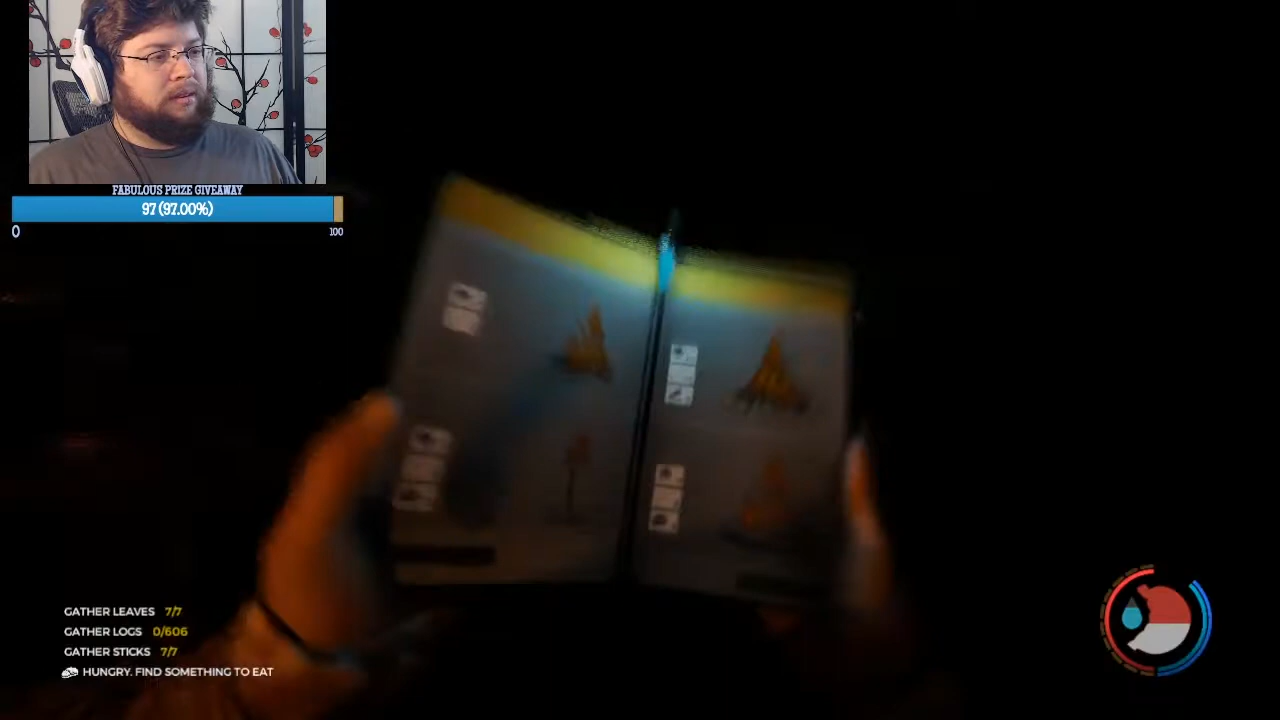 FABULOUS PRIZE GIVEAWAY
97 (97.00%)
0 100
GATHER LEAVES 7/7
GATHER LOGS 0/606
GATHER STICKS 7/7
HUNGRY. FIND SOMETHING TO EAT